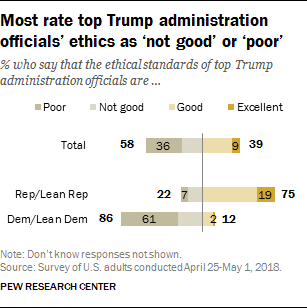 Most rate top Trump administration
officials' ethics as 'not good' or 'poor'
% who say that the ethical standards of top Trump
administration officials are ...
Poor Not good Good Excellent
Total 58 36 9 39
Rep/Lean Rep 22 7 19 75
Dem/Lean Dem 86 61 2 12
Note: Don't know responses not shown.
Source: Survey of U.S. adults conducted April 25-May 1, 2018.
PEW RESEARCH CENTER